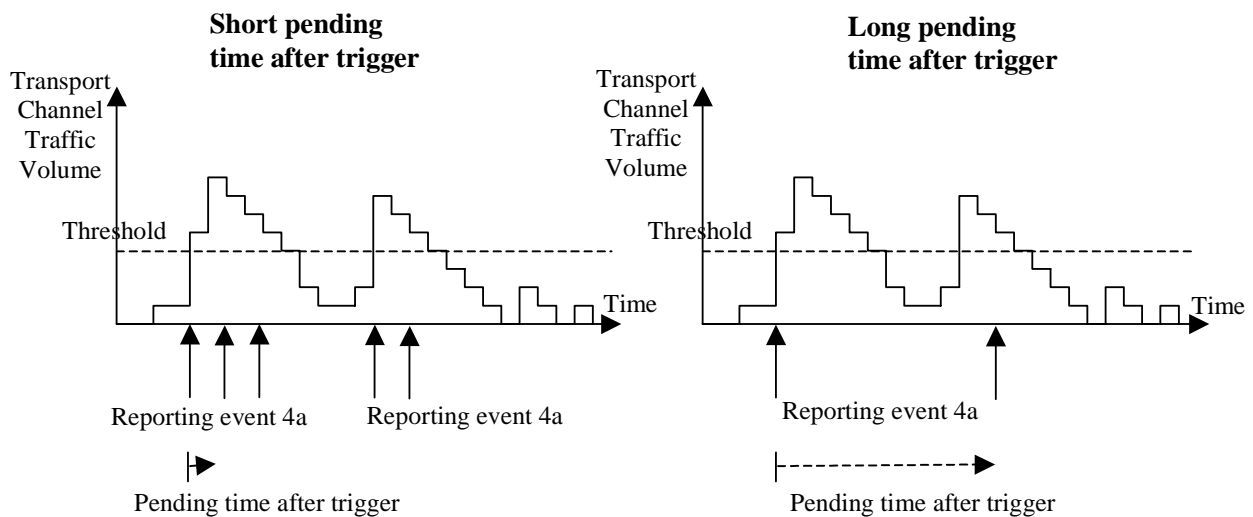 Short pending
time after trigger
Transport
Channel
Traffic
Volume
Threshold
Time
Reporting event 4a
Reporting event 4a
Pending time after trigger
Long pending
time after trigger
Transport
Channel
Traffic
Volume
Threshold
Time
Reporting event 4a
Pending time after trigger